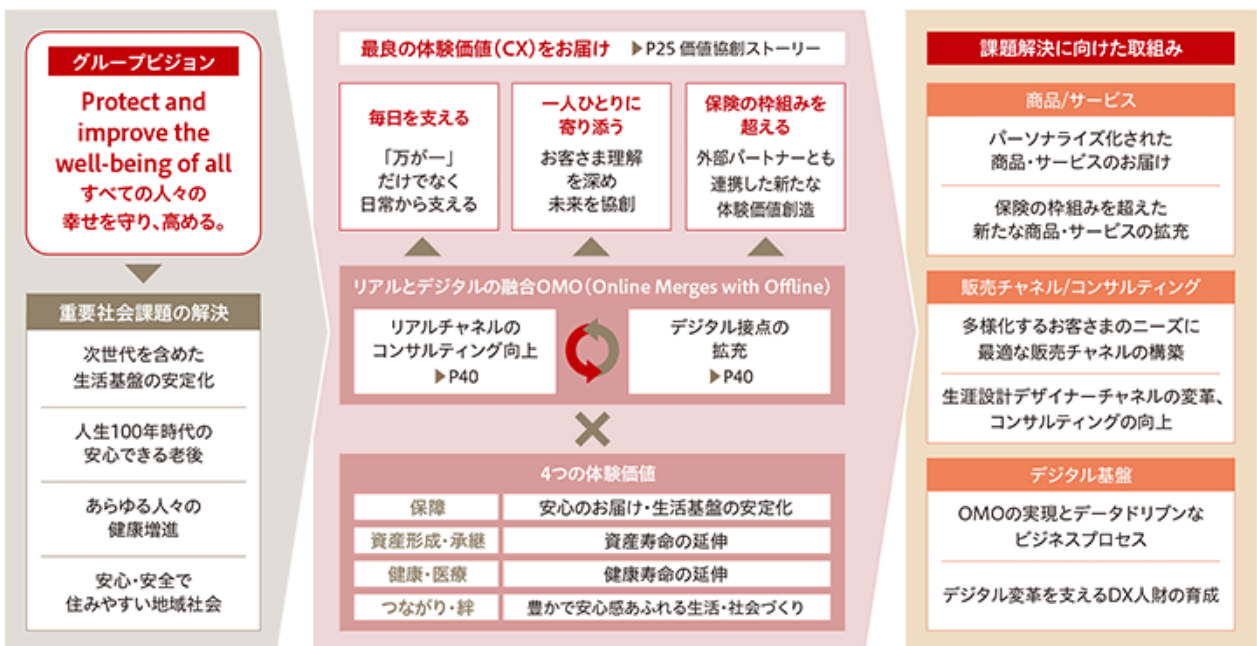 グループビジョン
Protect and
improve the
well-being of all
すべての人々の
幸せを守り、高める。
重要社会課題の解決
次世代を含めた
生活基盤の安定化
人生100年時代の
安心できる老後
あらゆる人々の
健康増進
安心・安全で
住みやすい地域社会
最良の体験価値(CX)をお届け ▶P25 価値協創ストーリー
毎日を支える
「万が一」
だけでなく
日常から支える
一人ひとりに
寄り添う
お客さま理解
を深め
未来を協創
保険の枠組みを
超える
外部パートナーとも
連携した新たな
体験価値創造
リアルとデジタルの融合OMO(Online Merges with Offline)
リアルチャネルの
コンサルティング向上
▶P40
デジタル接点の
拡充
▶P40
×
4つの体験価値
保障 安心のお届け・生活基盤の安定化
資産形成・承継 資産寿命の延伸
健康・医療 健康寿命の延伸
つながり・絆 豊かで安心感あふれる生活・社会づくり
課題解決に向けた取組み
商品/サービス
パーソナライズ化された
商品・サービスのお届け
保険の枠組みを超えた
新たな商品・サービスの拡充
販売チャネル/コンサルティング
多様化するお客さまのニーズに
最適な販売チャネルの構築
生涯設計デザイナーチャネルの変革、
コンサルティングの向上
デジタル基盤
OMOの実現とデータドリブンな
ビジネスプロセス
デジタル変革を支えるDX人財の育成